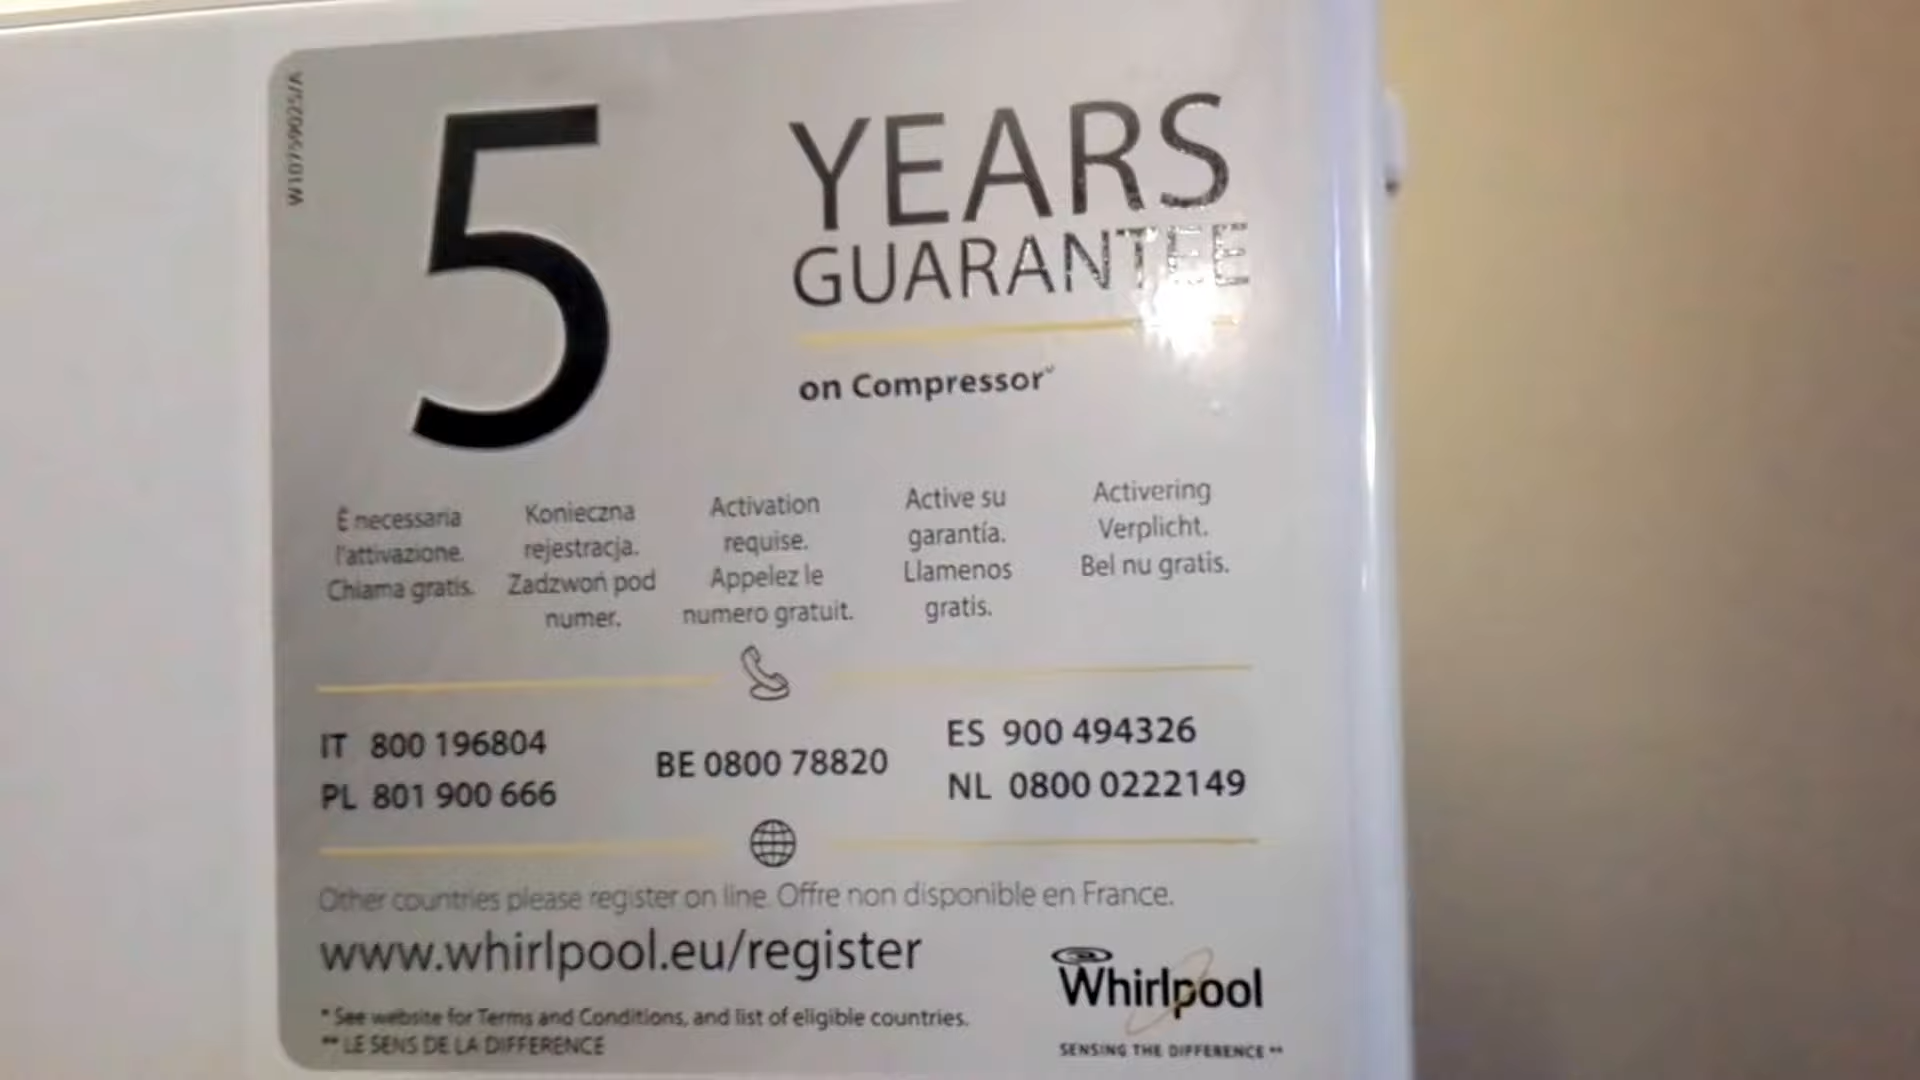 W10759025/A
5 YEARS
GUARANTEE
on Compressor*
È necessaria
l'attivazione.
Chiama gratis.
Konieczna
rejestracja.
Zadzwoń pod
numer.
Activation
requise.
Appelez le
numero gratuit.
Active su
garantía.
Llamenos
gratis.
Activering
Verplicht.
Bel nu gratis.
IT 800 196804
PL 801 900 666
BE 0800 78820
ES 900 494326
NL 0800 0222149
Other countries please register on line. Offre non disponible en France.
www.whirlpool.eu/register
* See website for Terms and Conditions, and list of eligible countries.
** LE SENS DE LA DIFFERENCE
Whirlpool
SENSING THE DIFFERENCE **